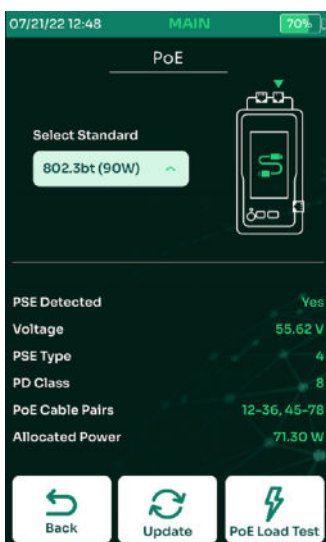 07/21/22 12:48 MAIN 70%
PoE
Select Standard
802.3bt (90W)
PSE Detected Yes
Voltage 55.62 V
PSE Type 4
PD Class 8
PoE Cable Pairs 12-36, 45-78
Allocated Power 71.30 W
Back Update PoE Load Test